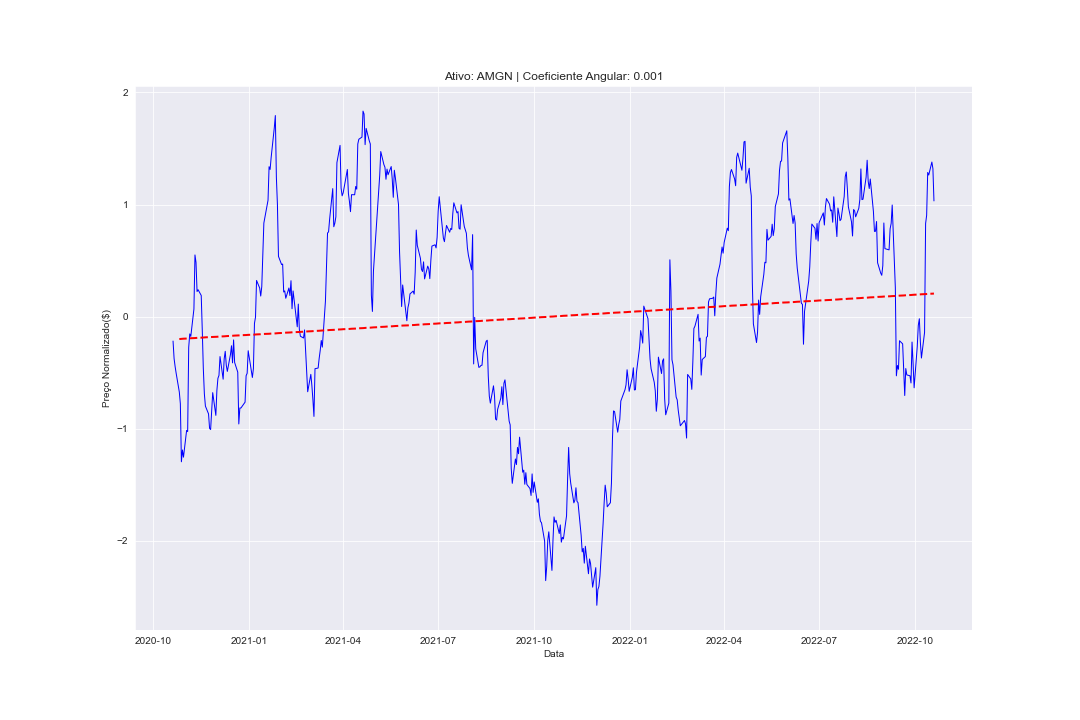 Ativo: AMGN | Coeficiente Angular: 0.001
Preço Normalizado($)
2
1
0
−1
−2
2020-10 2021-01 2021-04 2021-07 2021-10 2022-01 2022-04 2022-07 2022-10
Data